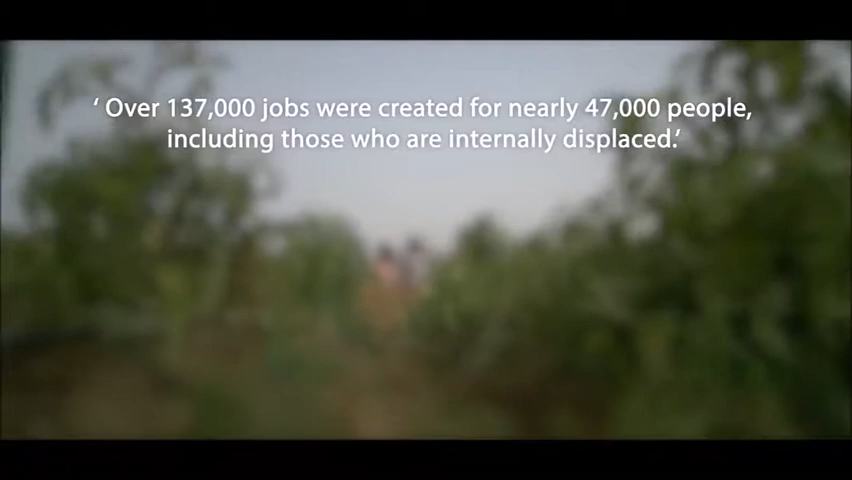 ‘ Over 137,000 jobs were created for nearly 47,000 people,
including those who are internally displaced.’